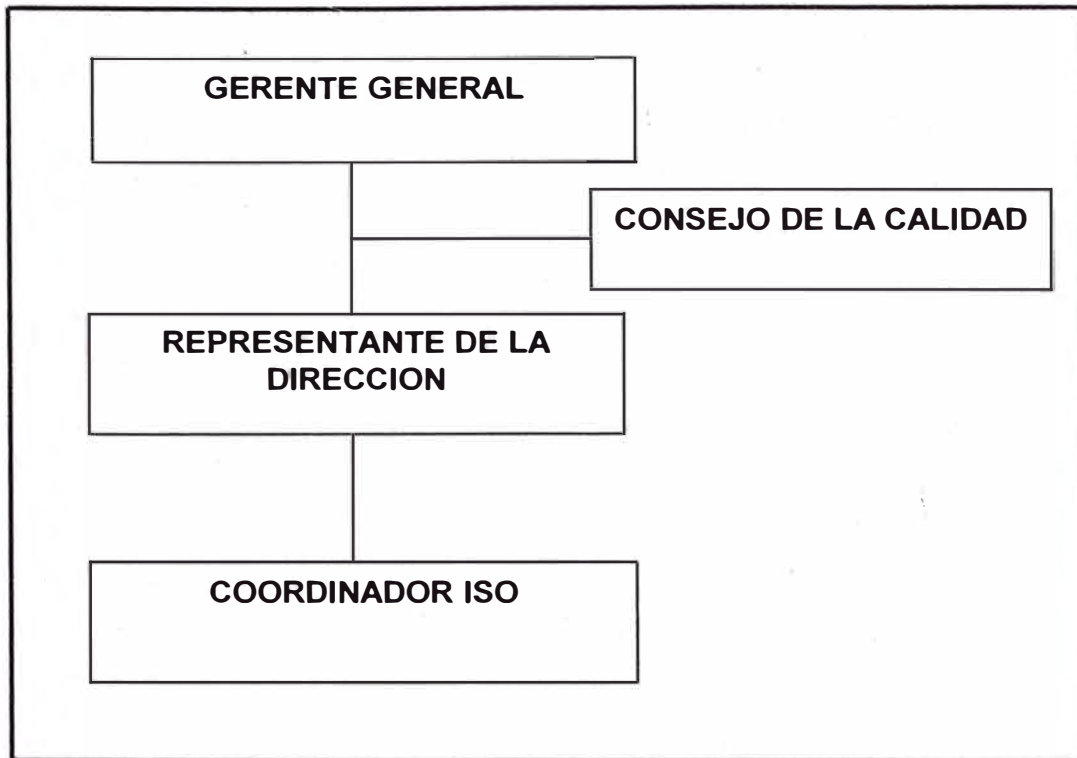 GERENTE GENERAL
CONSEJO DE LA CALIDAD
REPRESENTANTE DE LA
DIRECCION
COORDINADOR ISO